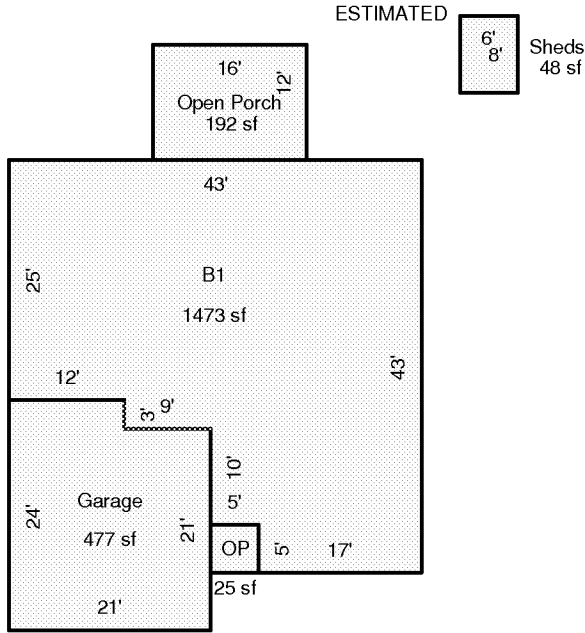 ESTIMATED
6'
8'
Sheds
48 sf
16'
12'
Open Porch
192 sf
43'
25'
B1
1473 sf
43'
12'
3'
9'
10'
5'
Garage
477 sf
24'
21'
OP
5'
17'
25 sf
21'